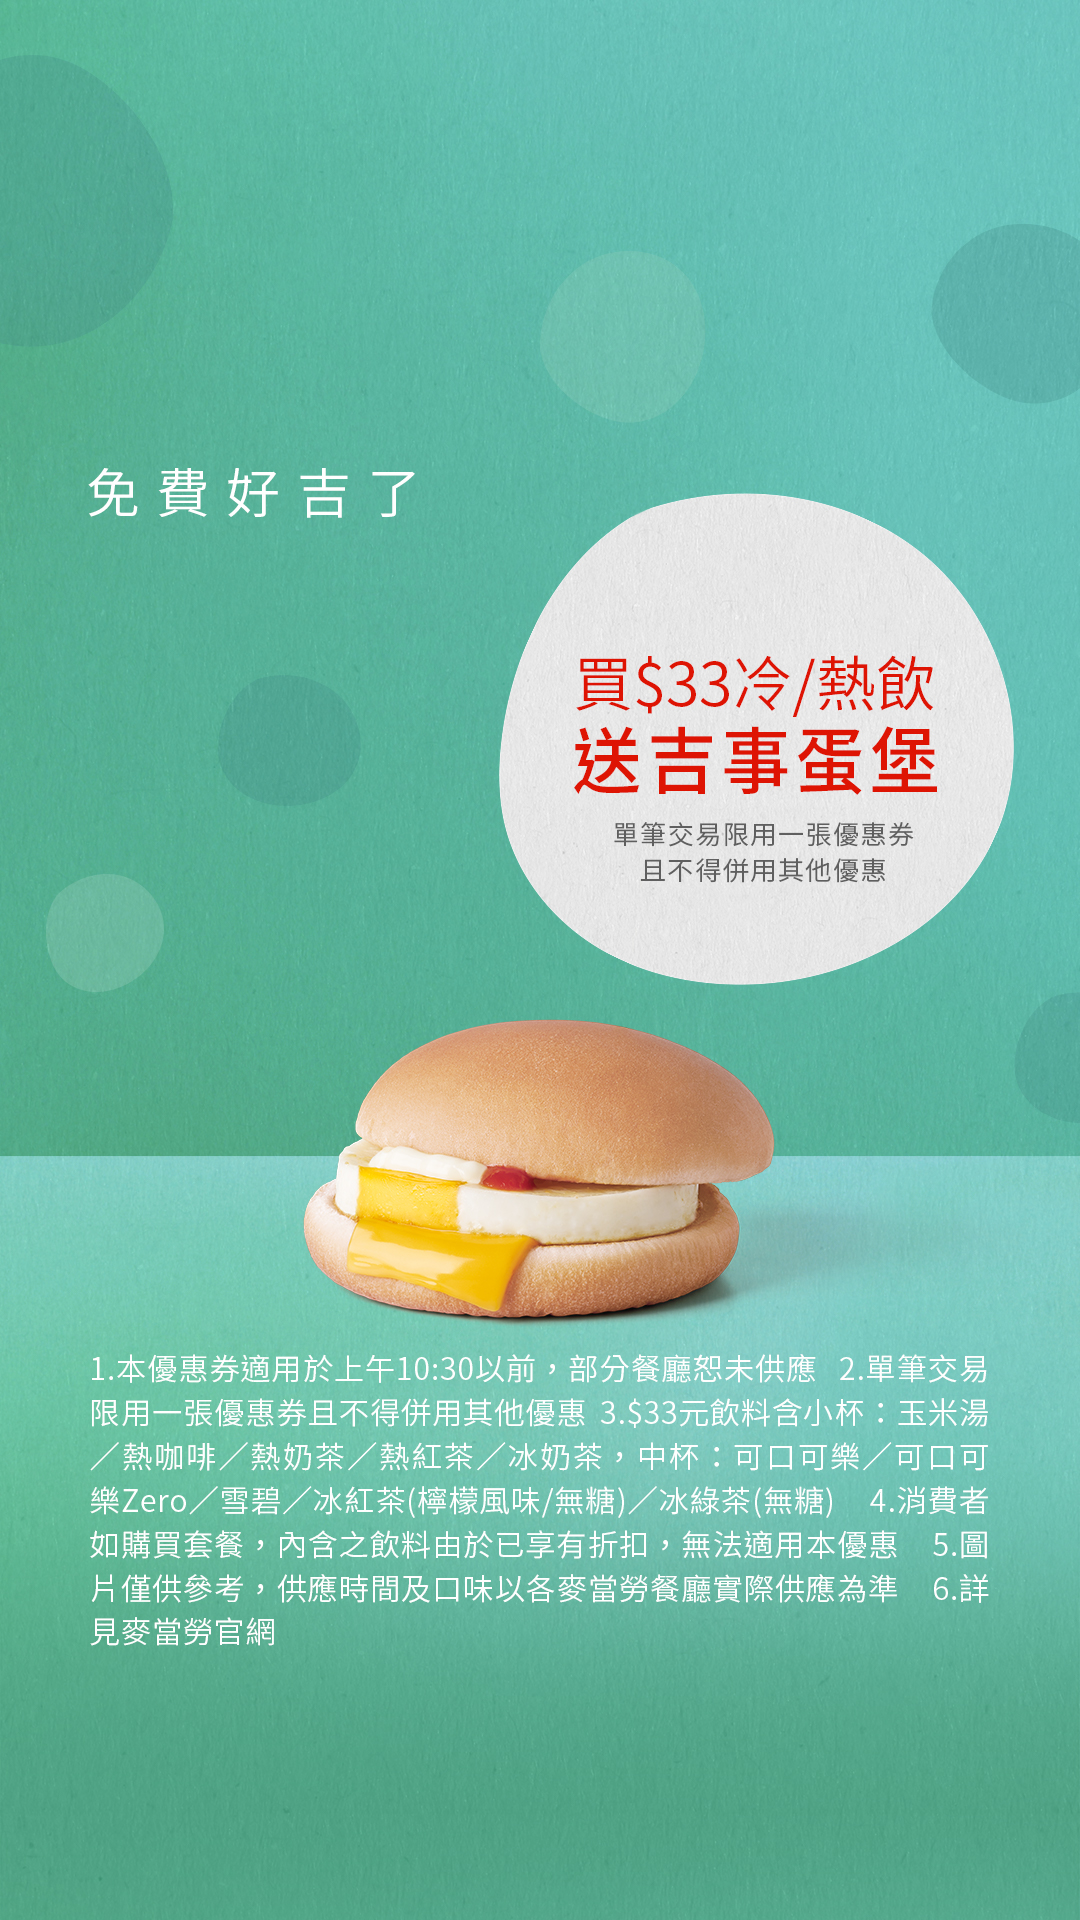 免費好吉了
買$33冷/熱飲
送吉事蛋堡
單筆交易限用一張優惠券
且不得併用其他優惠
1.本優惠券適用於上午10:30以前，部分餐廳恕未供應 2.單筆交易
限用一張優惠券且不得併用其他優惠 3.$33元飲料含小杯：玉米湯
／熱咖啡／熱奶茶／熱紅茶／冰奶茶，中杯：可口可樂／可口可
樂Zero／雪碧／冰紅茶(檸檬風味/無糖)／冰綠茶(無糖) 4.消費者
如購買套餐，內含之飲料由於已享有折扣，無法適用本優惠 5.圖
片僅供參考，供應時間及口味以各麥當勞餐廳實際供應為準 6.詳
見麥當勞官網